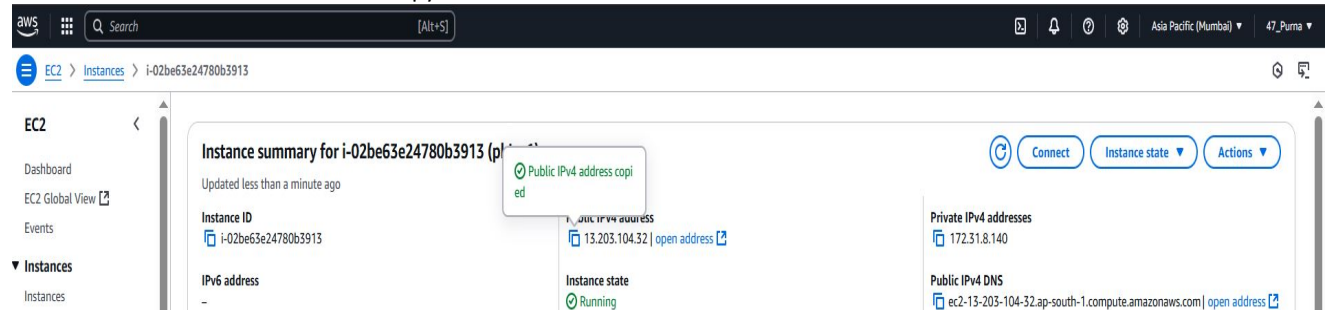 aws Search [Alt+S] Asia Pacific (Mumbai) ▼ 47_Purna ▼
EC2 > Instances > i-02be63e24780b3913
EC2
Instance summary for i-02be63e24780b3913
Connect Instance state ▼ Actions ▼
Public IPv4 address copi
ed
Dashboard
Updated less than a minute ago
EC2 Global View
Events
Instance ID
i-02be63e24780b3913
IPv4 address
13.203.104.32 | open address
Private IPv4 addresses
172.31.8.140
▼ Instances
Instances
IPv6 address
–
Instance state
Running
Public IPv4 DNS
ec2-13-203-104-32.ap-south-1.compute.amazonaws.com | open address